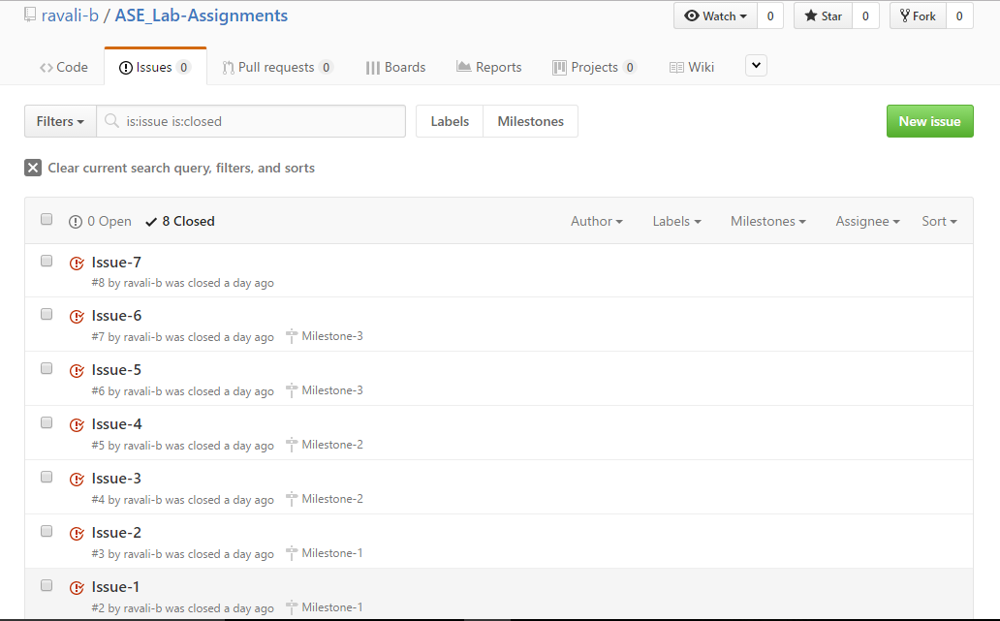 ravali-b / ASE_Lab-Assignments Watch 0 Star 0 Fork 0
Code Issues 0 Pull requests 0 Boards Reports Projects 0 Wiki
Filters is:issue is:closed Labels Milestones New issue
Clear current search query, filters, and sorts
0 Open 8 Closed Author Labels Milestones Assignee Sort
Issue-7
#8 by ravali-b was closed a day ago
Issue-6
#7 by ravali-b was closed a day ago Milestone-3
Issue-5
#6 by ravali-b was closed a day ago Milestone-3
Issue-4
#5 by ravali-b was closed a day ago Milestone-2
Issue-3
#4 by ravali-b was closed a day ago Milestone-2
Issue-2
#3 by ravali-b was closed a day ago Milestone-1
Issue-1
#2 by ravali-b was closed a day ago Milestone-1